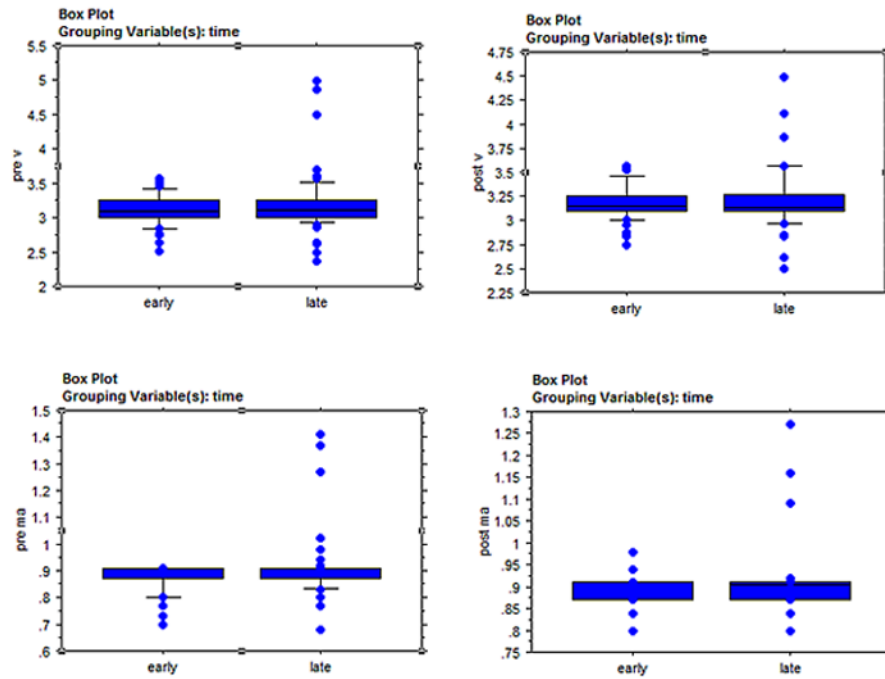 Box Plot
Grouping Variable(s): time
5.5
5
4.5
4
3.5
3
2.5
2
pre v
early late
Box Plot
Grouping Variable(s): time
4.75
4.5
4.25
4
3.75
3.5
3.25
3
2.75
2.5
2.25
post v
early late
Box Plot
Grouping Variable(s): time
1.5
1.4
1.3
1.2
1.1
1
.9
.8
.7
.6
pre ma
early late
Box Plot
Grouping Variable(s): time
1.3
1.25
1.2
1.15
1.1
1.05
1
.95
.9
.85
.8
.75
post ma
early late